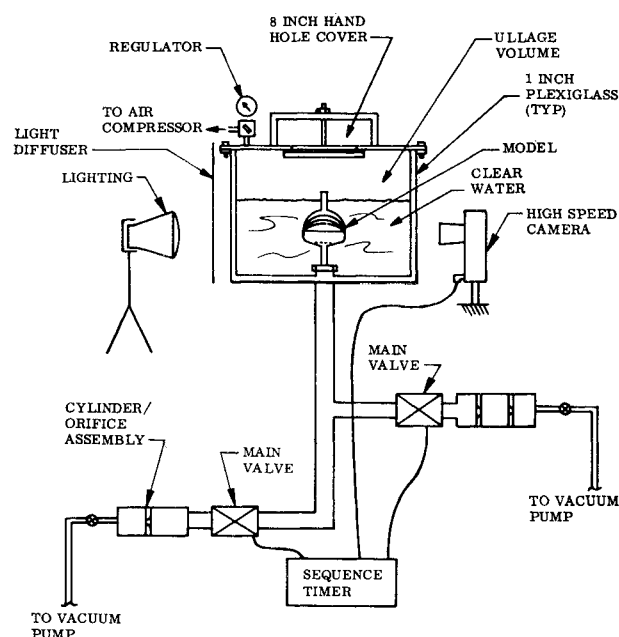 8 INCH HAND
HOLE COVER
REGULATOR
ULLAGE
VOLUME
1 INCH
PLEXIGLASS
(TYP)
TO AIR
COMPRESSOR
LIGHT
DIFFUSER
MODEL
LIGHTING
CLEAR
WATER
HIGH SPEED
CAMERA
MAIN
VALVE
CYLINDER/
ORIFICE
ASSEMBLY
MAIN
VALVE
TO VACUUM
PUMP
SEQUENCE
TIMER
TO VACUUM
PUMP